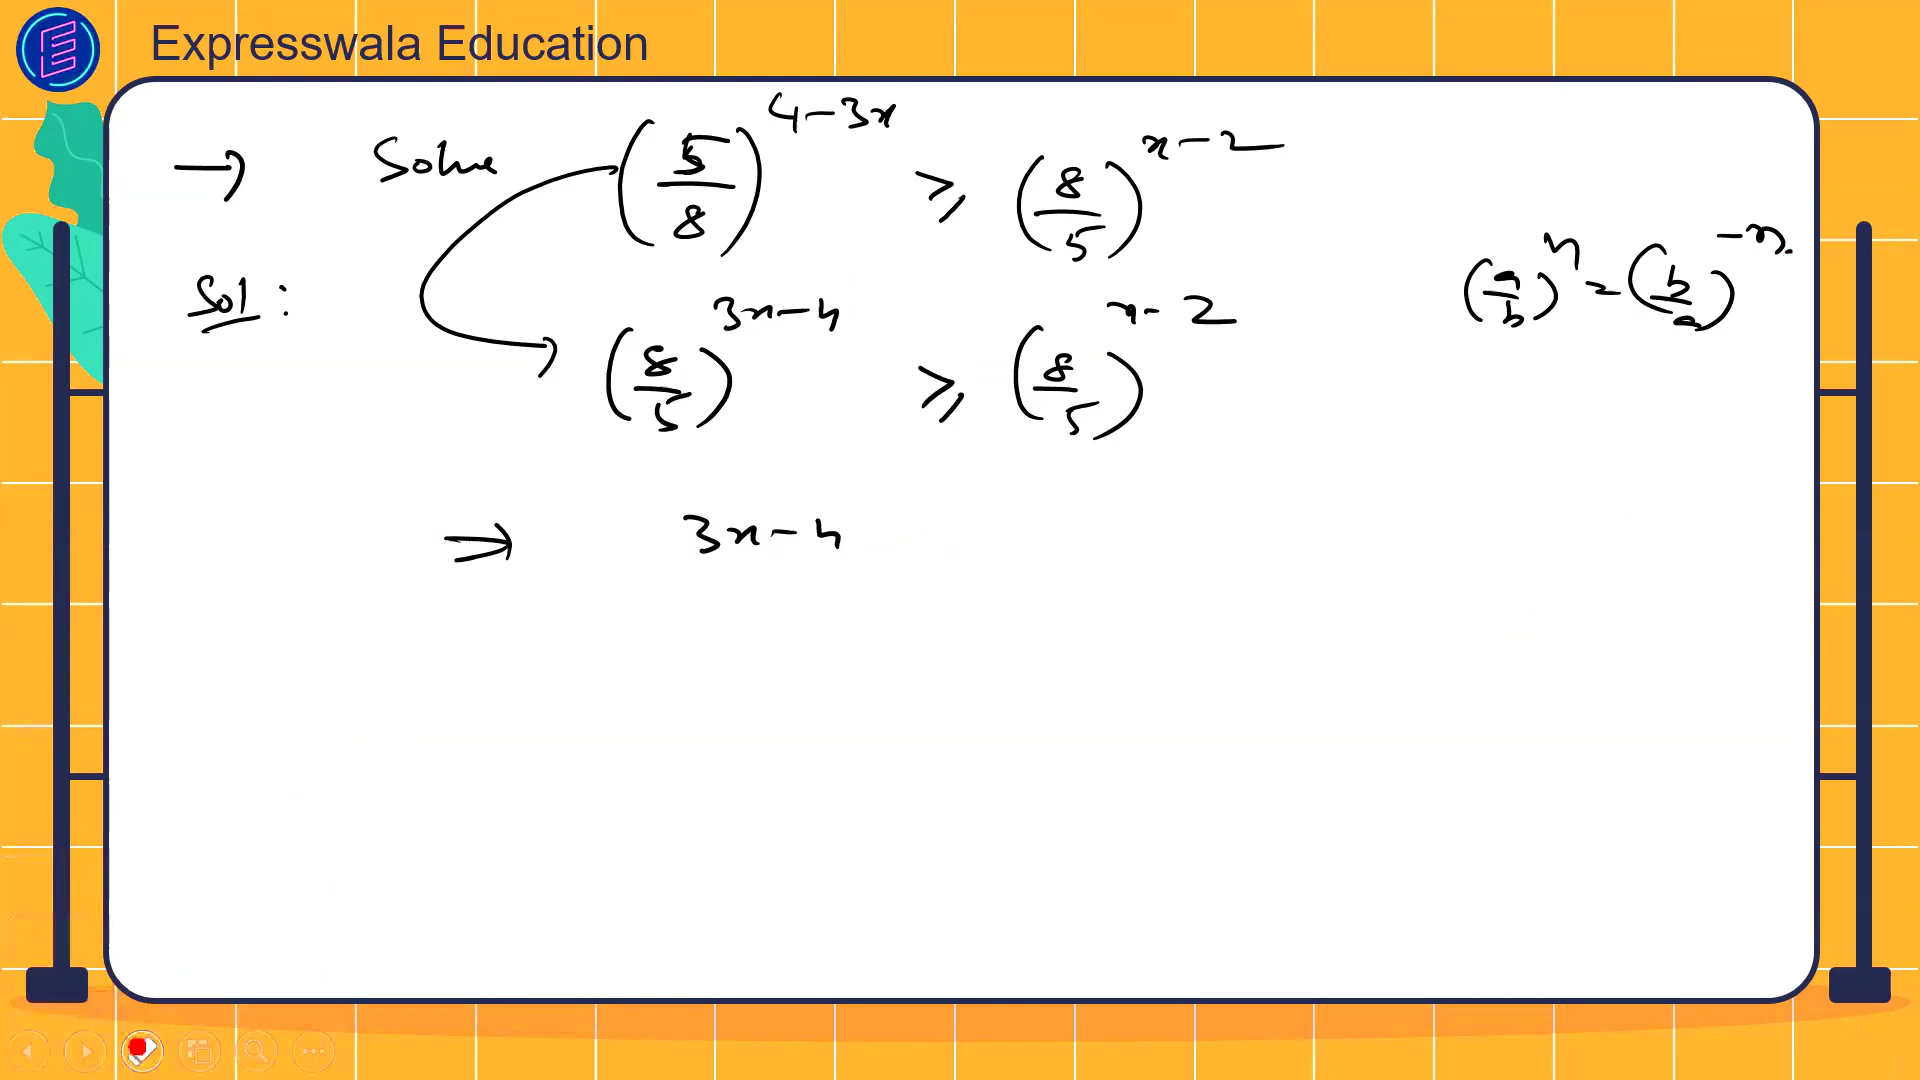 Expresswala Education
→ Solve (5/8)^(4-3x) ⩾ (8/5)^(x-2)
Sol :
(a/b)^n = (b/a)^-n.
(8/5)^(3x-4) ⩾ (8/5)^(x-2)
⇒ 3x-4